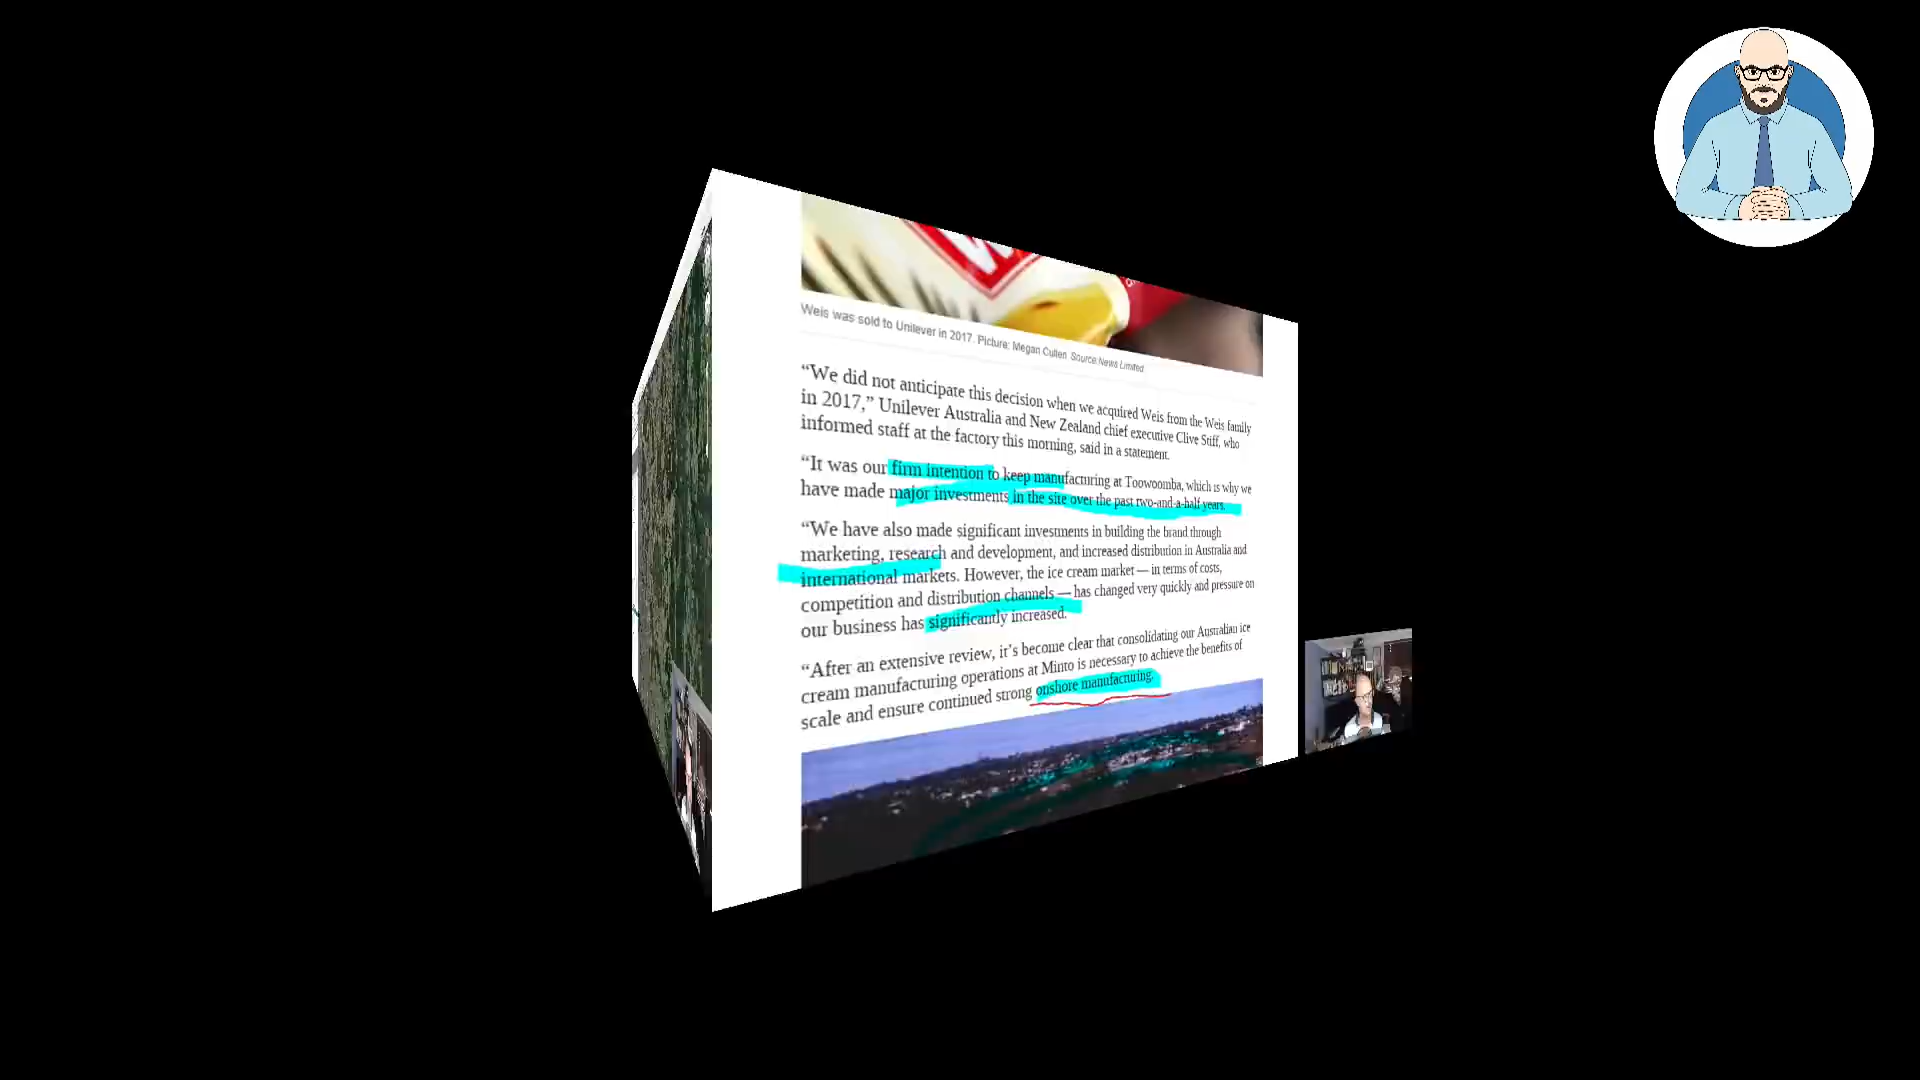 Weis was sold to Unilever in 2017. Picture: Megan Cullen Source:News Limited
“We did not anticipate this decision when we acquired Weis from the Weis family
in 2017,” Unilever Australia and New Zealand chief executive Clive Stiff, who
informed staff at the factory this morning, said in a statement.
“It was our firm intention to keep manufacturing at Toowoomba, which is why we
have made major investments in the site over the past two-and-a-half years.
“We have also made significant investments in building the brand through
marketing, research and development, and increased distribution in Australia and
international markets. However, the ice cream market — in terms of costs,
competition and distribution channels — has changed very quickly and pressure on
our business has significantly increased.
“After an extensive review, it’s become clear that consolidating our Australian ice
cream manufacturing operations at Minto is necessary to achieve the benefits of
scale and ensure continued strong onshore manufacturing.